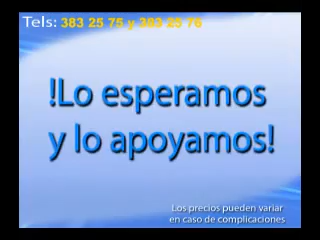 Tels: 383 25 75 y 383 25 76
!Lo esperamos
y lo apoyamos!
Los precios pueden variar
en caso de complicaciones